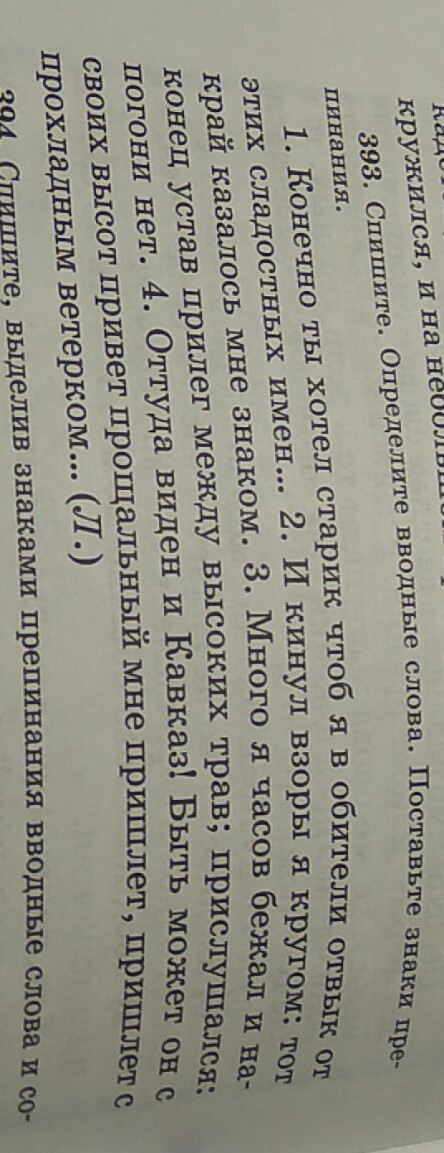 кружился, и на
393. Спишите. Определите вводные слова. Поставьте знаки пре-
пинания.
1. Конечно ты хотел старик чтоб я в обители отвык от
этих сладостных имен... 2. И кинул взоры я кругом: тот
край казалось мне знаком. 3. Много я часов бежал и на-
конец устав прилег между высоких трав; прислушался:
погони нет. 4. Оттуда виден и Кавказ! Быть может он с
своих высот привет прощальный мне пришлет, пришлет с
прохладным ветерком... (Л.)
394. Спишите, выделив знаками препинания вводные слова и со-